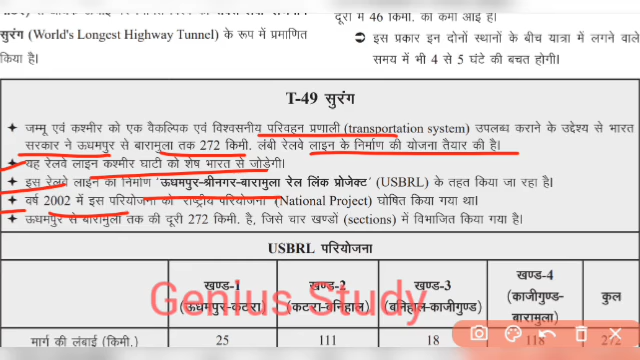 दूरी में 46 किमी. की कमी आई है।
सुरंग (World's Longest Highway Tunnel) के रूप में प्रमाणित
किया है।
➲ इस प्रकार इन दोनों स्थानों के बीच यात्रा में लगने वाले
समय में भी 4 से 5 घंटे की बचत होगी।
T-49 सुरंग
✦ जम्मू एवं कश्मीर को एक वैकल्पिक एवं विश्वसनीय परिवहन प्रणाली (transportation system) उपलब्ध कराने के उद्देश्य से भारत
सरकार ने ऊधमपुर से बारामुला तक 272 किमी. लंबी रेलवे लाइन के निर्माण की योजना तैयार की है।
✦ यह रेलवे लाइन कश्मीर घाटी को शेष भारत से जोड़ेगी।
✦ इस रेलवे लाइन का निर्माण 'ऊधमपुर-श्रीनगर-बारामुला रेल लिंक प्रोजेक्ट' (USBRL) के तहत किया जा रहा है।
✦ वर्ष 2002 में इस परियोजना को 'राष्ट्रीय परियोजना' (National Project) घोषित किया गया था।
✦ ऊधमपुर से बारामुला तक की दूरी 272 किमी. है, जिसे चार खण्डों (sections) में विभाजित किया गया है।
USBRL परियोजना
खण्ड-1 खण्ड-2 खण्ड-3 खण्ड-4 कुल
(ऊधमपुर-कटरा) (कटरा-बनिहाल) (बनिहाल-काजीगुण्ड) (काजीगुण्ड-
बारामुला)
Genius Study
मार्ग की लंबाई (किमी.) 25 111 18 118 272